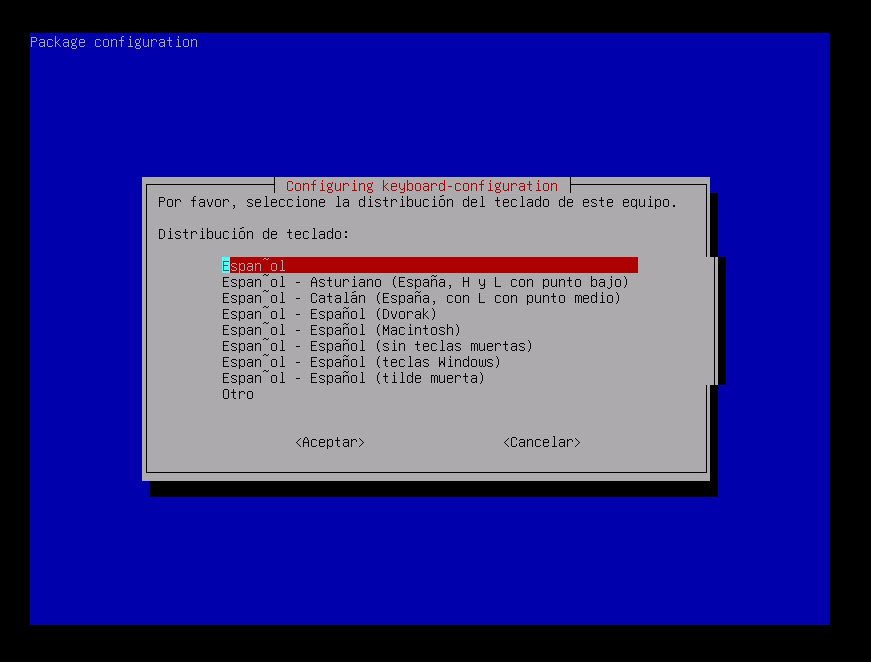 Package configuration
Configuring keyboard-configuration
Por favor, seleccione la distribución del teclado de este equipo.
Distribución de teclado:
Espan~ol
Espan~ol - Asturiano (España, H y L con punto bajo)
Espan~ol - Catalán (España, con L con punto medio)
Espan~ol - Español (Dvorak)
Espan~ol - Español (Macintosh)
Espan~ol - Español (sin teclas muertas)
Espan~ol - Español (teclas Windows)
Espan~ol - Español (tilde muerta)
Otro
<Aceptar> <Cancelar>